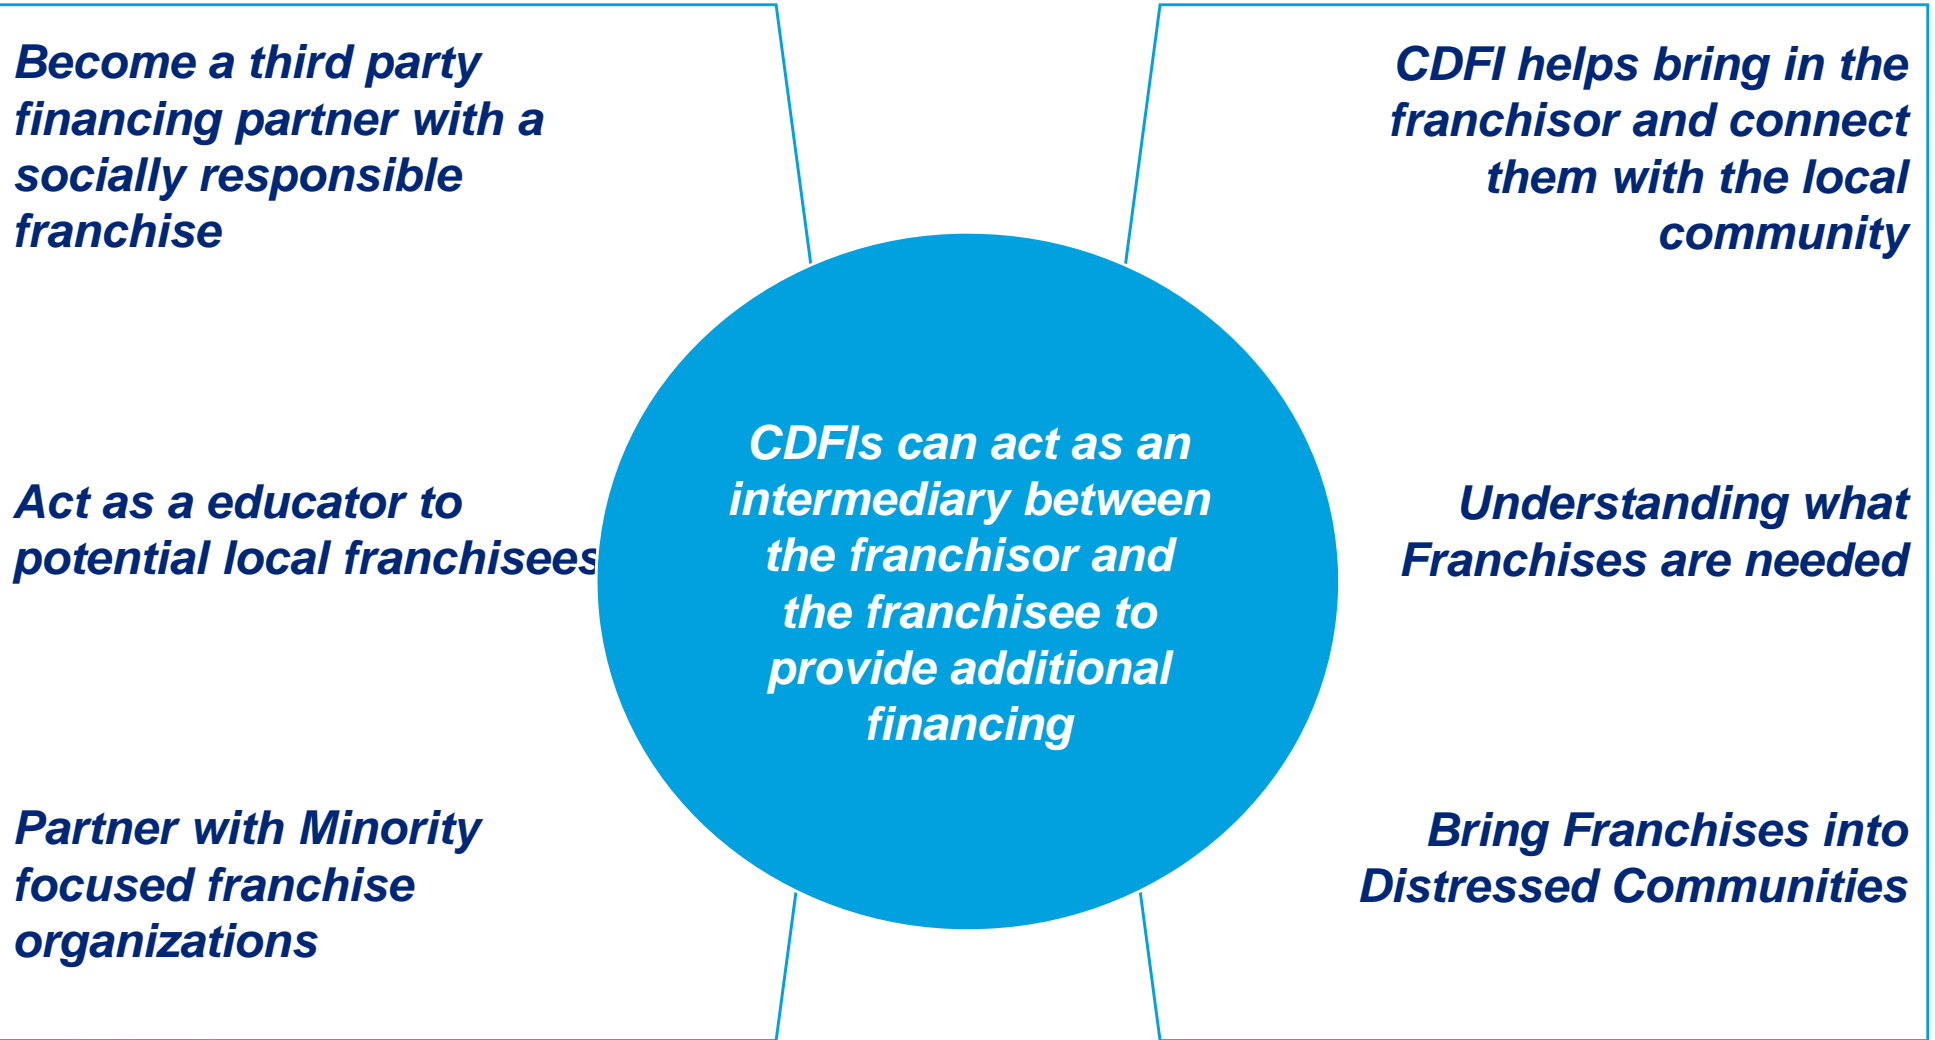 Become a third party
financing partner with a
socially responsible
franchise
Act as a educator to
potential local franchisees
Partner with Minority
focused franchise
organizations
CDFIs can act as an
intermediary between
the franchisor and
the franchisee to
provide additional
financing
CDFI helps bring in the
franchisor and connect
them with the local
community
Understanding what
Franchises are needed
Bring Franchises into
Distressed Communities